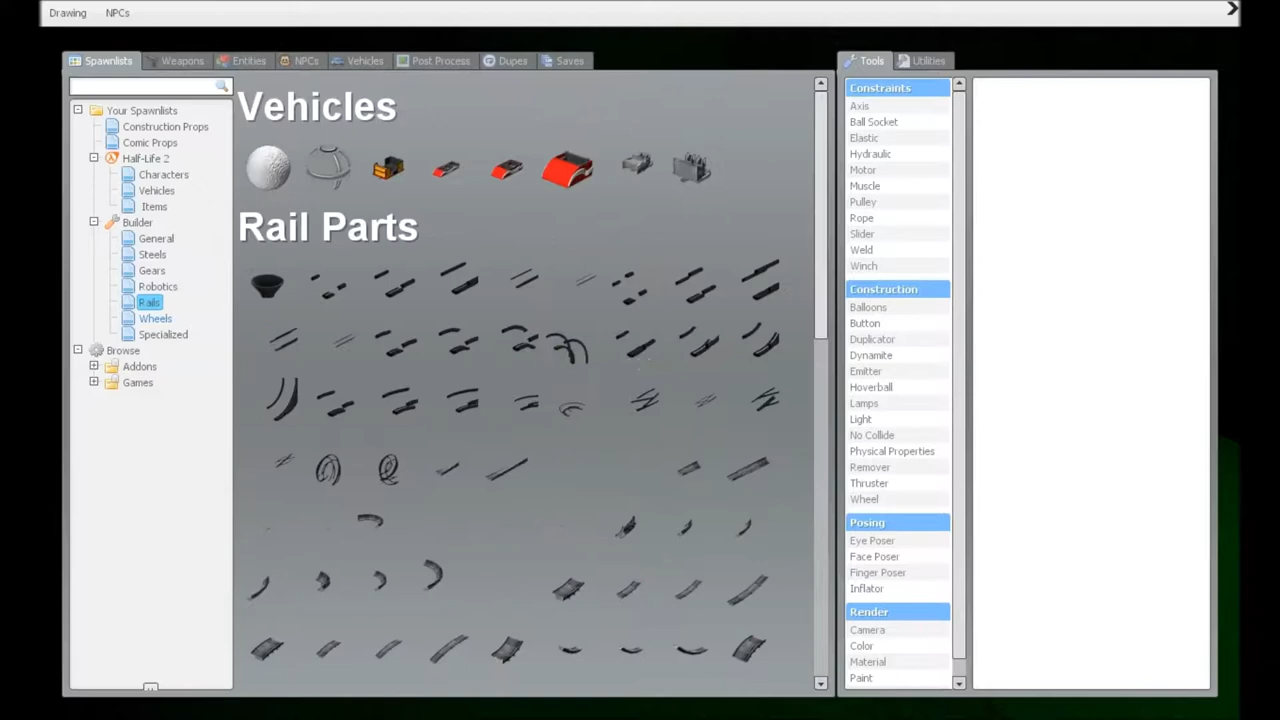 Drawing NPCs
Spawnlists Weapons Entities NPCs Vehicles Post Process Dupes Saves
Tools Utilities
Your Spawnlists
Construction Props
Comic Props
Half-Life 2
Characters
Vehicles
Items
Builder
General
Steels
Gears
Robotics
Rails
Wheels
Specialized
Browse
Addons
Games
Vehicles
Rail Parts
Constraints
Axis
Ball Socket
Elastic
Hydraulic
Motor
Muscle
Pulley
Rope
Slider
Weld
Winch
Construction
Balloons
Button
Duplicator
Dynamite
Emitter
Hoverball
Lamps
Light
No Collide
Physical Properties
Remover
Thruster
Wheel
Posing
Eye Poser
Face Poser
Finger Poser
Inflator
Render
Camera
Color
Material
Paint